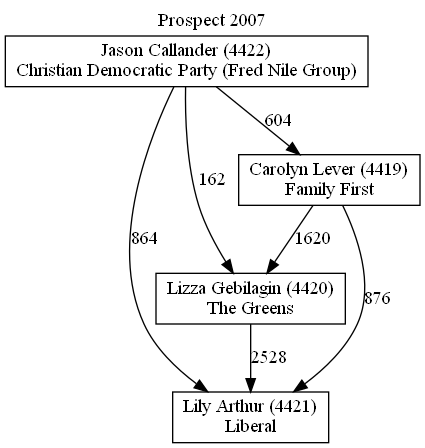 Prospect 2007
Jason Callander (4422)
Christian Democratic Party (Fred Nile Group)
604
Carolyn Lever (4419)
Family First
162
864
1620
Lizza Gebilagin (4420)
The Greens
876
2528
Lily Arthur (4421)
Liberal